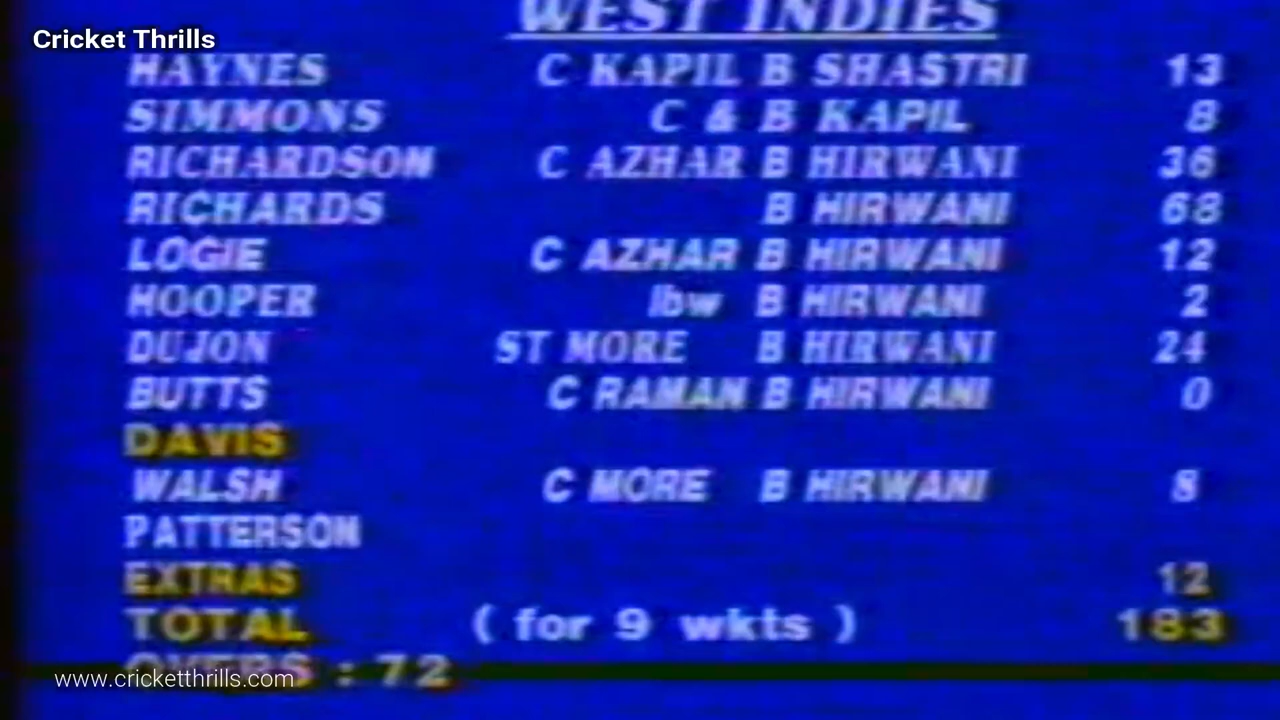 WEST INDIES
Cricket Thrills
HAYNES C KAPIL B SHASTRI 13
SIMMONS C & B KAPIL 8
RICHARDSON C AZHAR B HIRWANI 36
RICHARDS B HIRWANI 68
LOGIE C AZHAR B HIRWANI 12
HOOPER lbw B HIRWANI 2
DUJON ST MORE B HIRWANI 24
BUTTS C RAMAN B HIRWANI 0
DAVIS
WALSH C MORE B HIRWANI 8
PATTERSON
EXTRAS 12
TOTAL ( for 9 wkts ) 183
OVERS : 72
www.cricketthrills.com